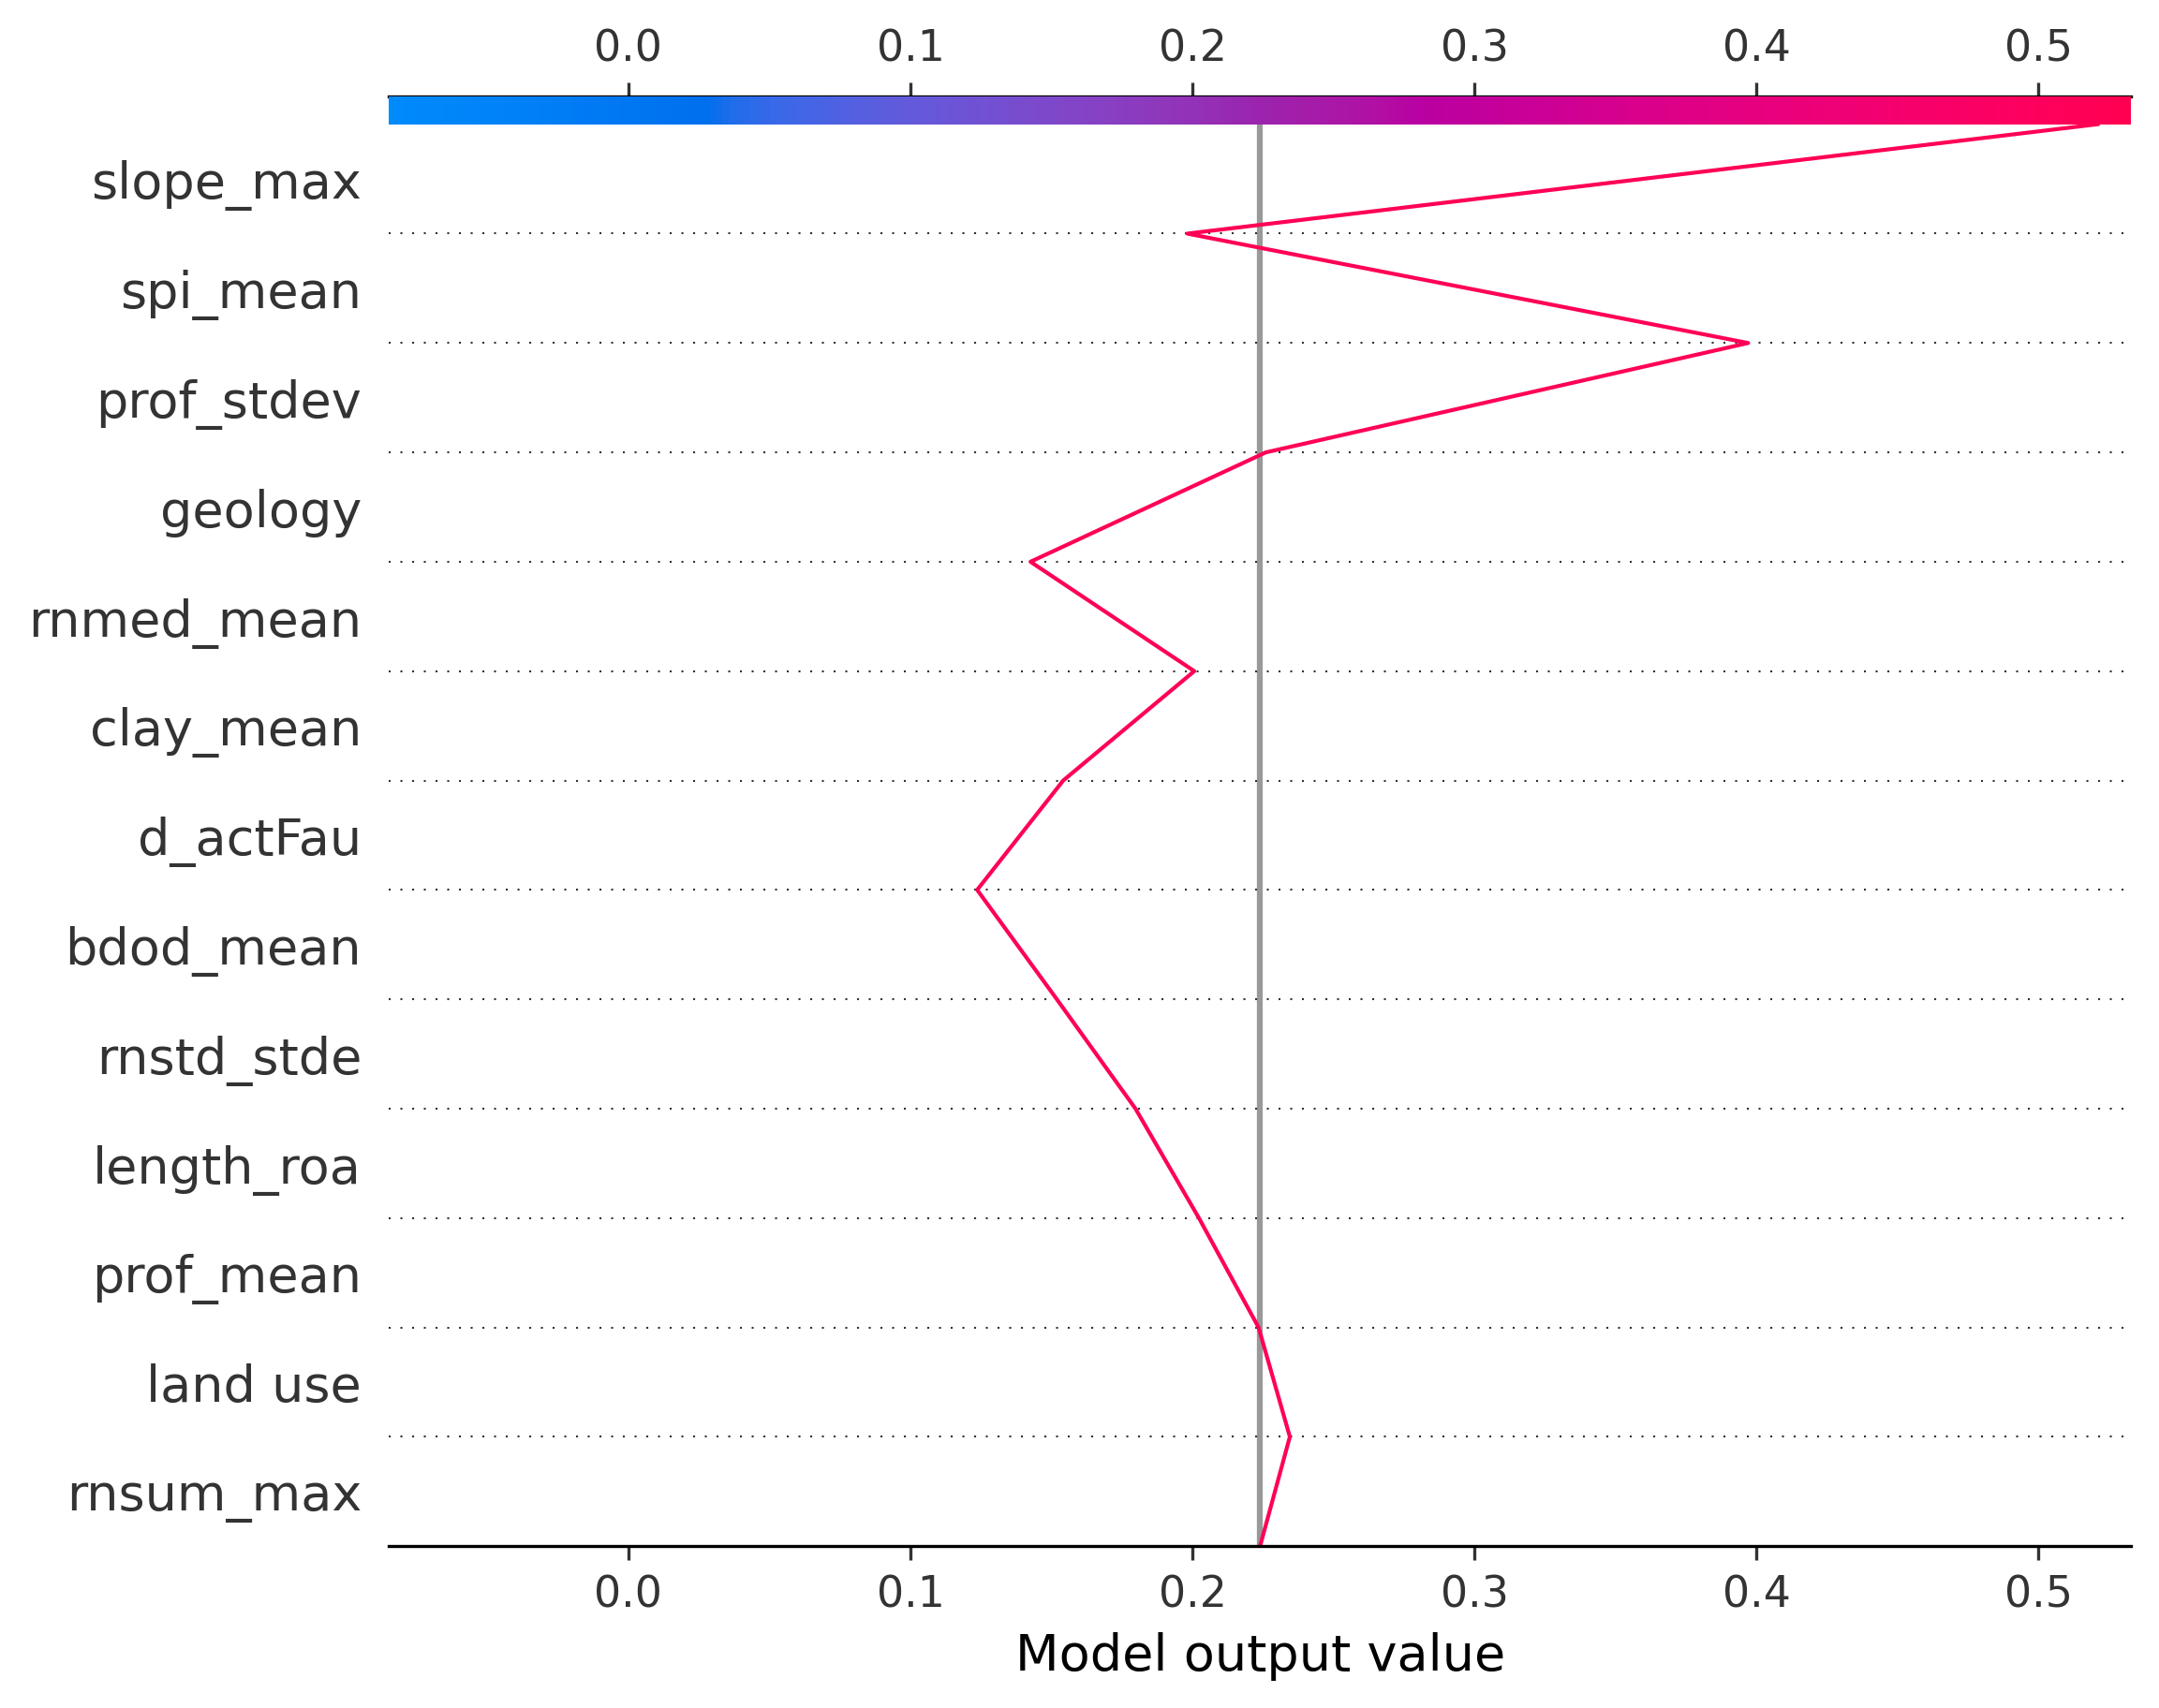 0.0 0.1 0.2 0.3 0.4 0.5
slope_max
spi_mean
prof_stdev
geology
rnmed_mean
clay_mean
d_actFau
bdod_mean
rnstd_stde
length_roa
prof_mean
land use
rnsum_max
0.0 0.1 0.2 0.3 0.4 0.5
Model output value